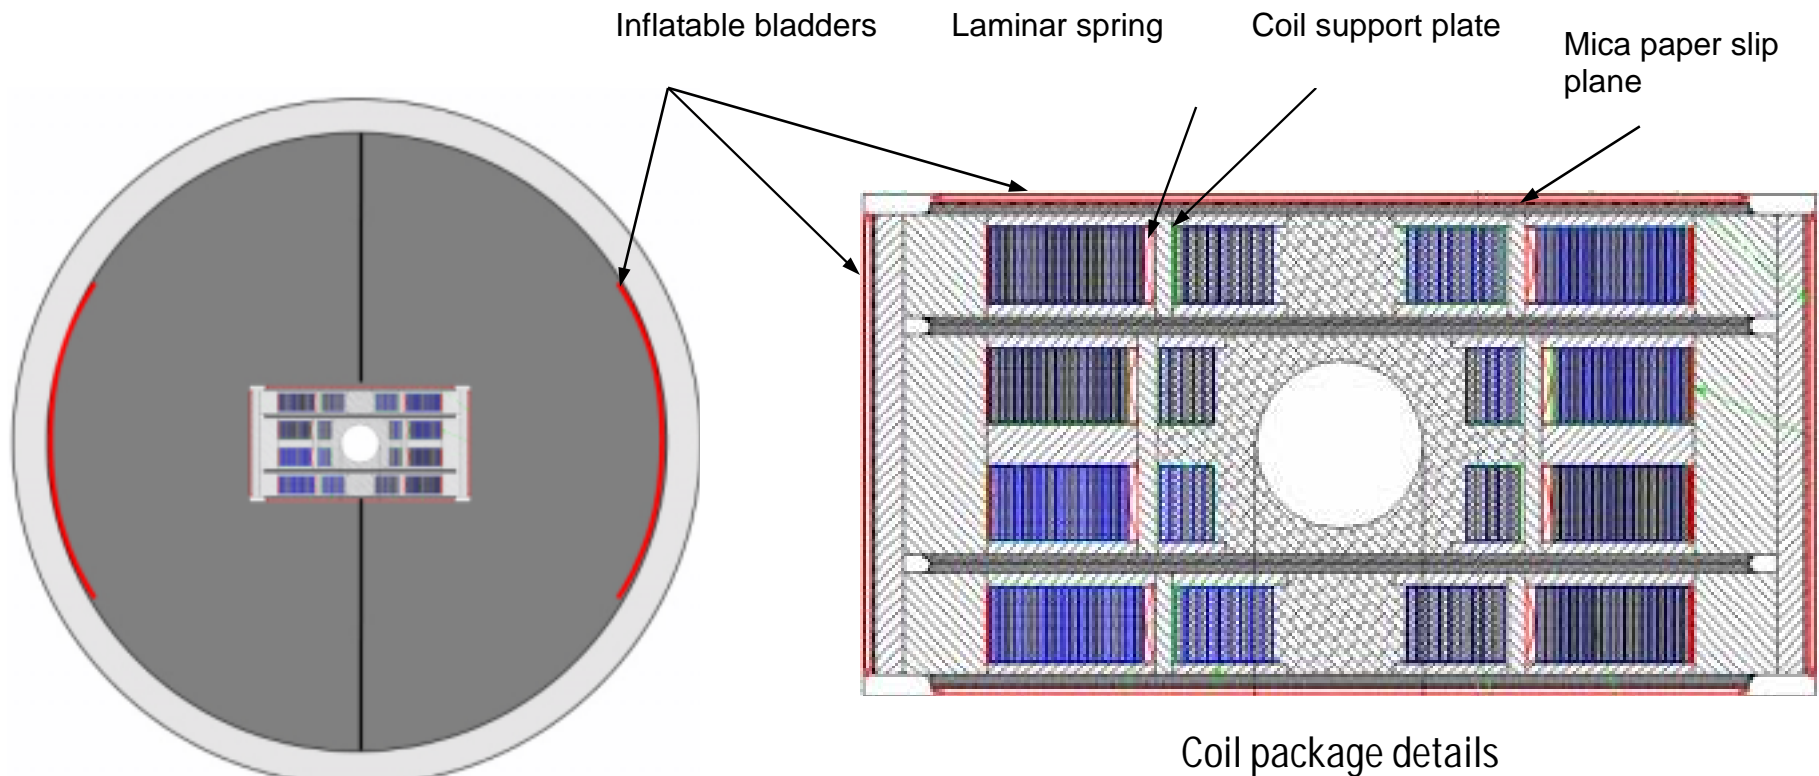 Inflatable bladders
Laminar spring
Coil support plate
Mica paper slip
plane
Coil package details